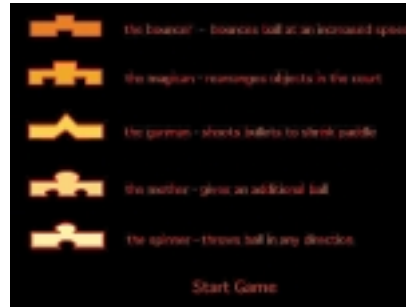 the bouncer - bounces ball at an increased speed
the magician - rearranges objects in the court
the gunman - shoots bullets to shrink paddle
the mother - gives an additional ball
the spinner - throws ball in any direction
Start Game